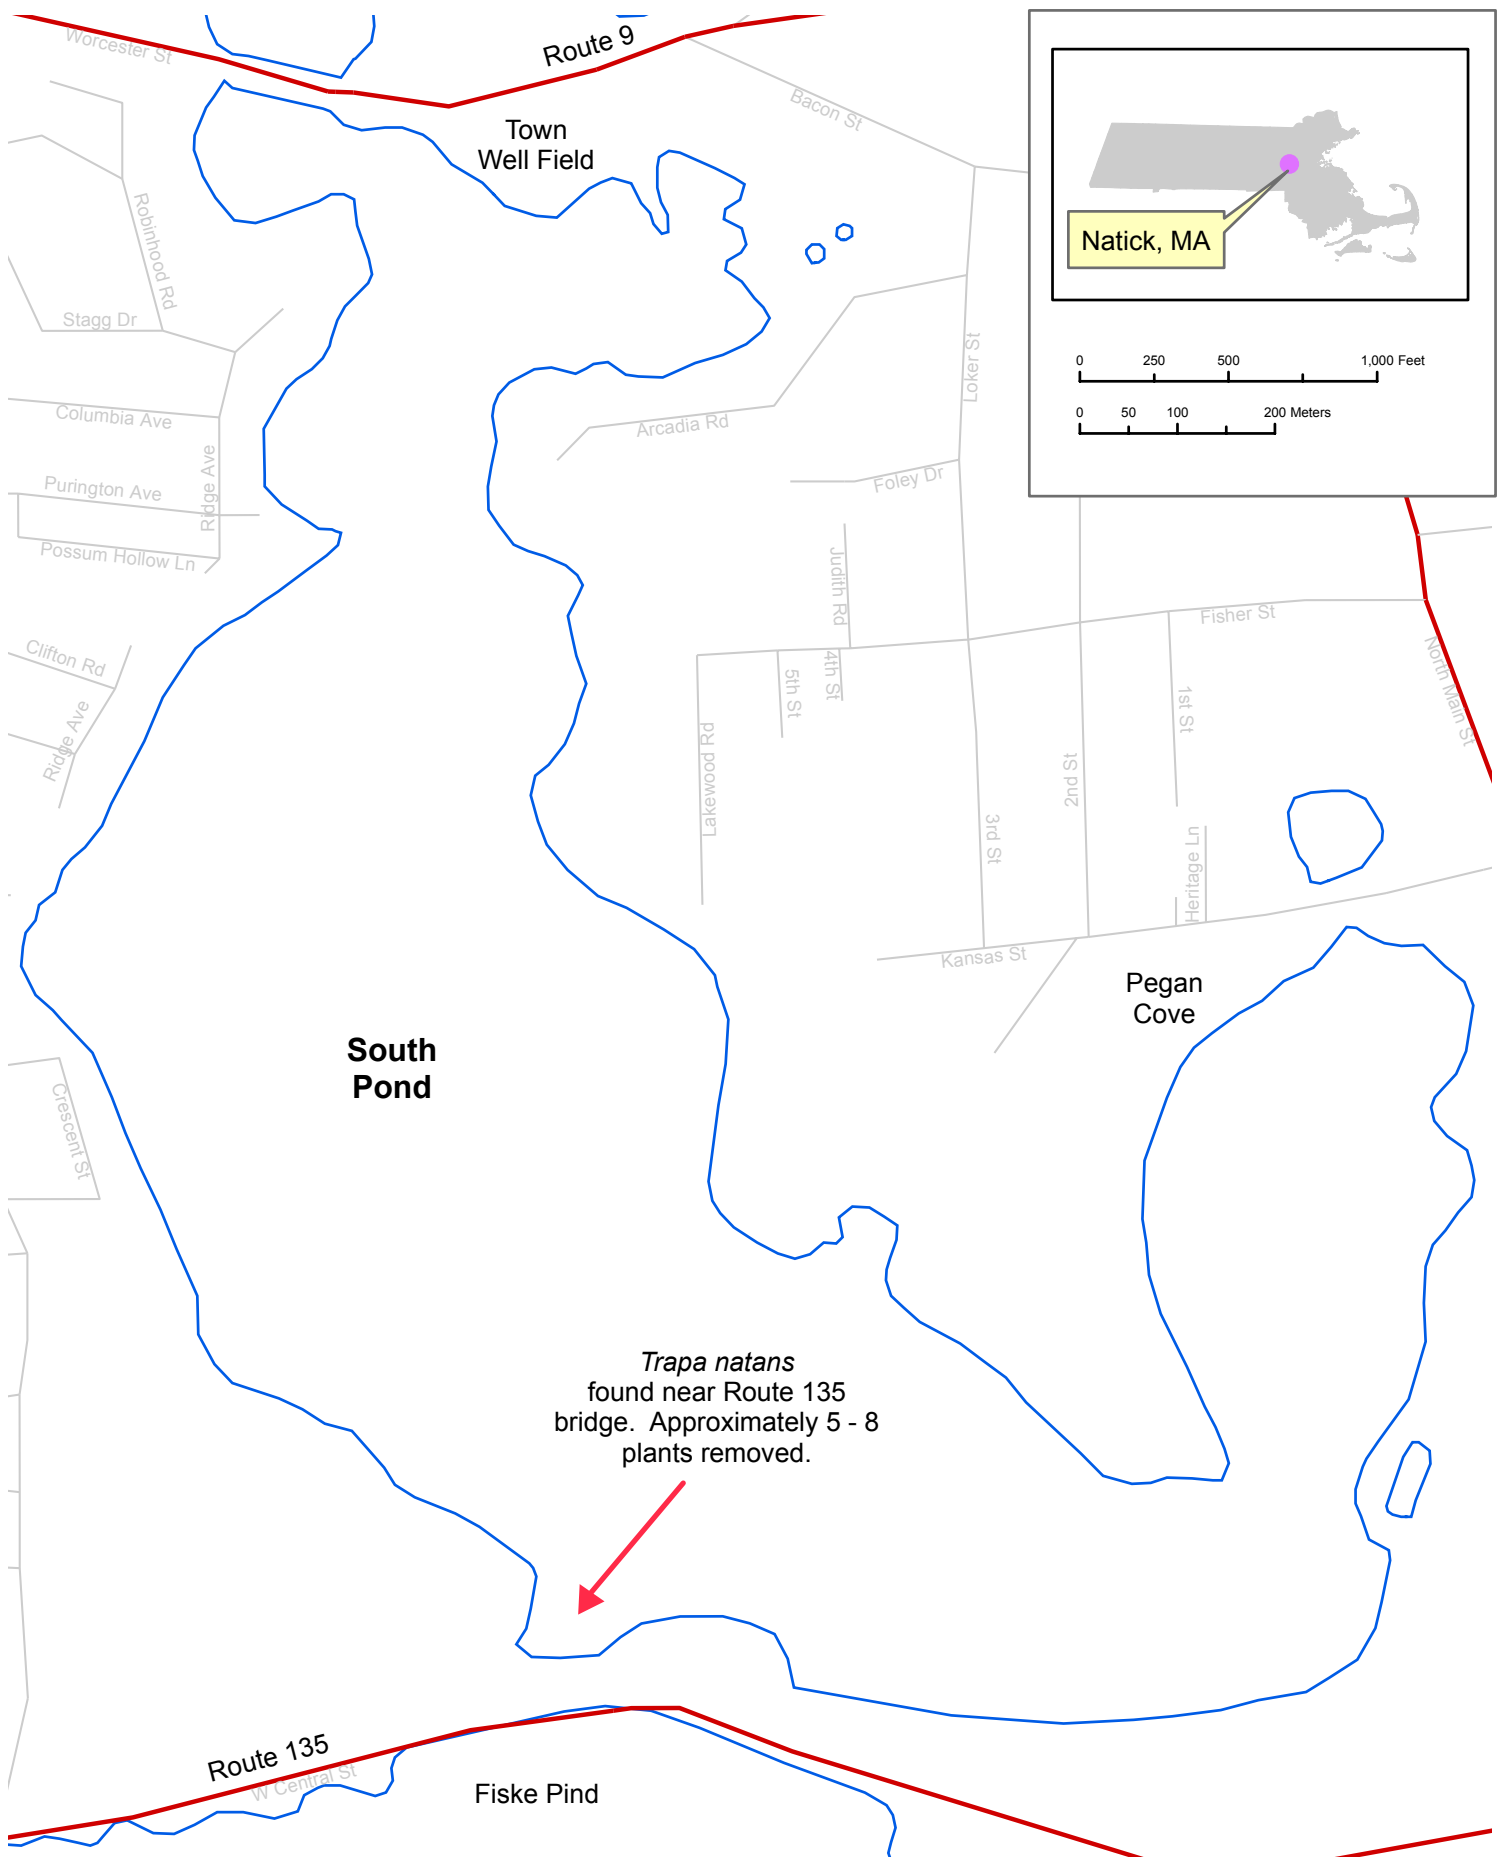 Route 9
Worcester St
Bacon St
Town
Well Field
Natick, MA
Robinhood Rd
Stagg Dr
0 250 500 1,000 Feet
0 50 100 200 Meters
Loker St
Columbia Ave
Arcadia Rd
Ridge Ave
Purington Ave
Foley Dr
Possum Hollow Ln
Judith Rd
Fisher St
Clifton Rd
4th St
5th St
1st St
North Main St
Ridge Ave
Lakewood Rd
2nd St
3rd St
Heritage Ln
Kansas St
Pegan
Cove
South
Pond
Crescent St
Trapa natans
found near Route 135
bridge.  Approximately 5 - 8
plants removed.
Route 135
W Central St
Fiske Pind